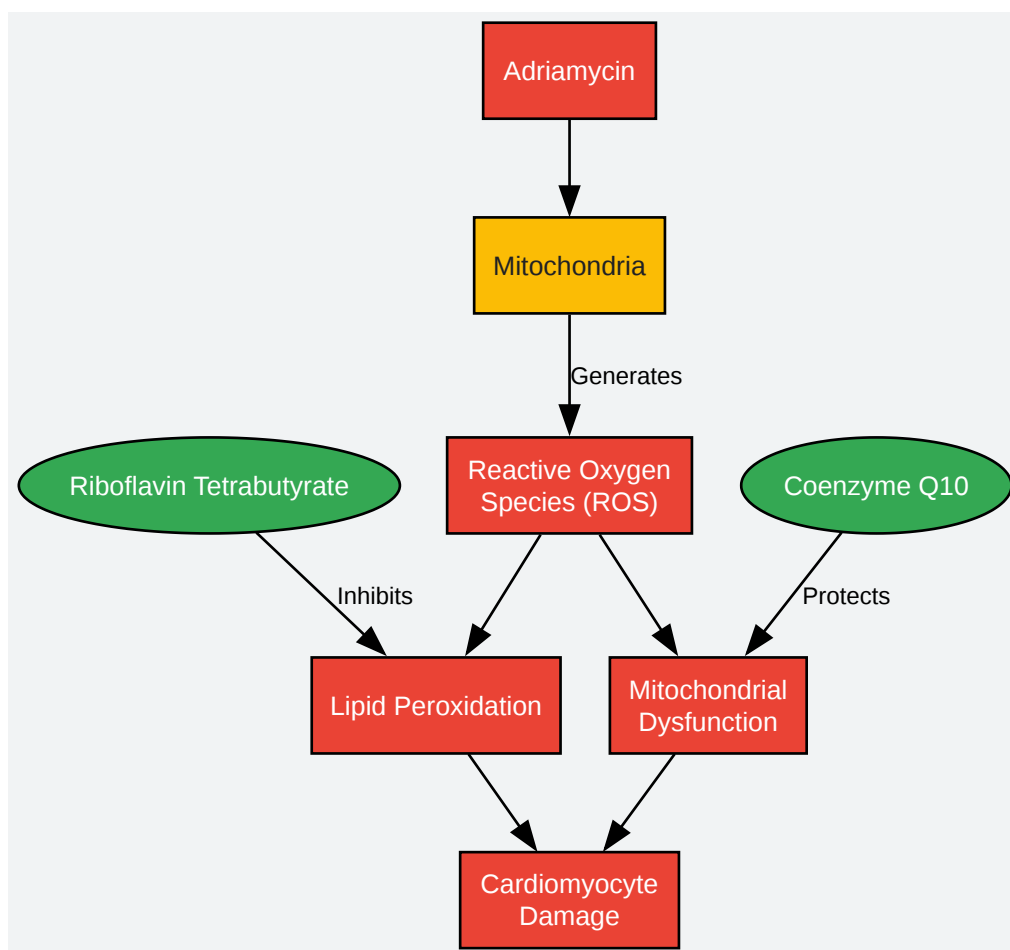 Adriamycin
Mitochondria
Generates
Riboflavin Tetrabutyrate
Reactive Oxygen
Species (ROS)
Coenzyme Q10
Inhibits
Protects
Lipid Peroxidation
Mitochondrial
Dysfunction
Cardiomyocyte
Damage